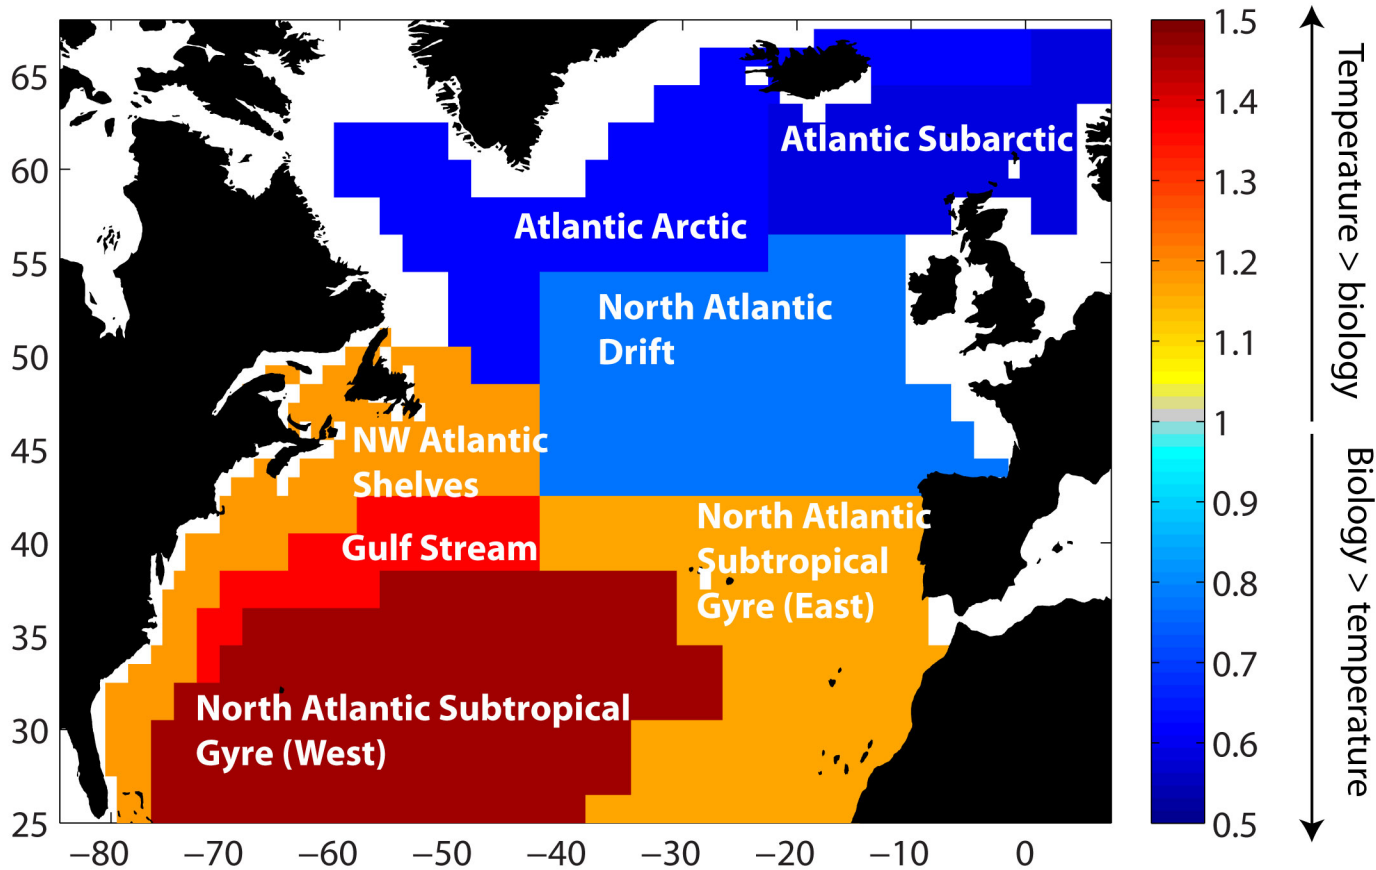 65
60
55
50
45
40
35
30
25
−80
−70
−60
−50
−40
−30
−20
−10
0
Atlantic Subarctic
Atlantic Arctic
North Atlantic
Drift
NW Atlantic
Shelves
Gulf Stream
North Atlantic
Subtropical
Gyre (East)
North Atlantic Subtropical
Gyre (West)
1.5
1.4
1.3
1.2
1.1
1
0.9
0.8
0.7
0.6
0.5
Temperature > biology
Biology > temperature